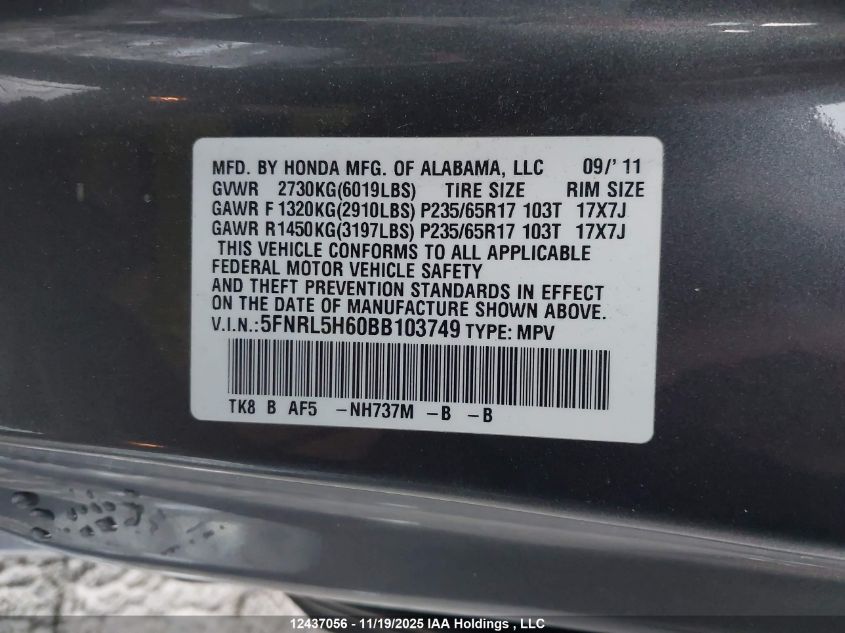 MFD. BY HONDA MFG. OF ALABAMA, LLC 09/' 11
GVWR 2730KG(6019LBS) TIRE SIZE RIM SIZE
GAWR F 1320KG(2910LBS) P235/65R17 103T 17X7J
GAWR R1450KG(3197LBS) P235/65R17 103T 17X7J
THIS VEHICLE CONFORMS TO ALL APPLICABLE
FEDERAL MOTOR VEHICLE SAFETY
AND THEFT PREVENTION STANDARDS IN EFFECT
ON THE DATE OF MANUFACTURE SHOWN ABOVE.
V.I.N.:5FNRL5H60BB103749 TYPE: MPV
TK8 B AF5 -NH737M -B -B
12437056 - 11/19/2025 IAA Holdings , LLC